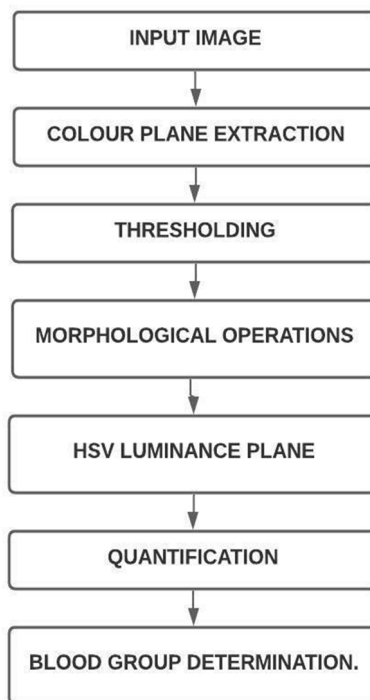 INPUT IMAGE
COLOUR PLANE EXTRACTION
THRESHOLDING
MORPHOLOGICAL OPERATIONS
HSV LUMINANCE PLANE
QUANTIFICATION
BLOOD GROUP DETERMINATION.